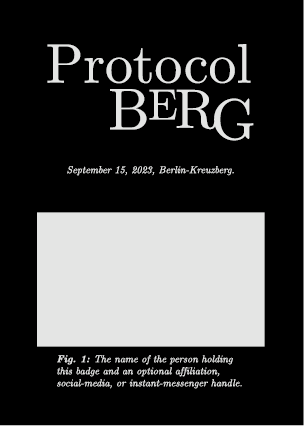 Protocol
BERG
September 15, 2023, Berlin-Kreuzberg.
Fig. 1: The name of the person holding
this badge and an optional affiliation,
social-media, or instant-messenger handle.